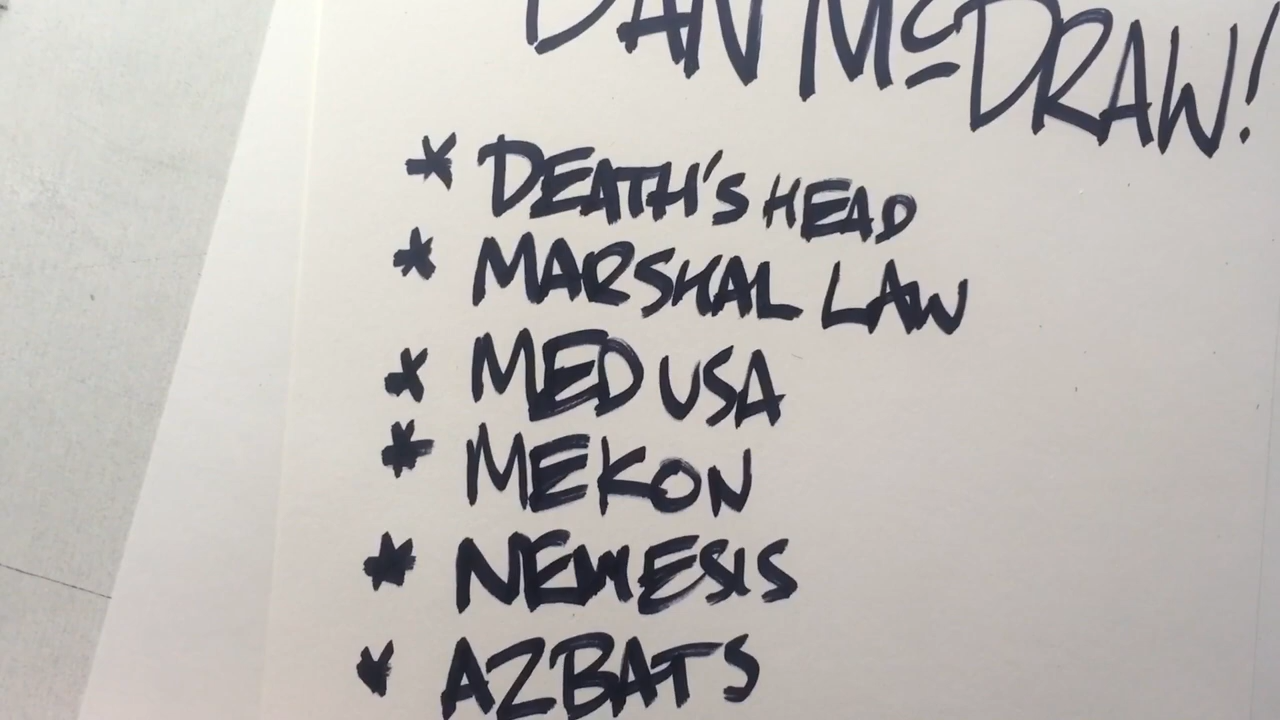 DAN McDRAW!
* DEATH'S HEAD
* MARSHAL LAW
* MEDUSA
* MEKON
* NEMESIS
* AZBATS